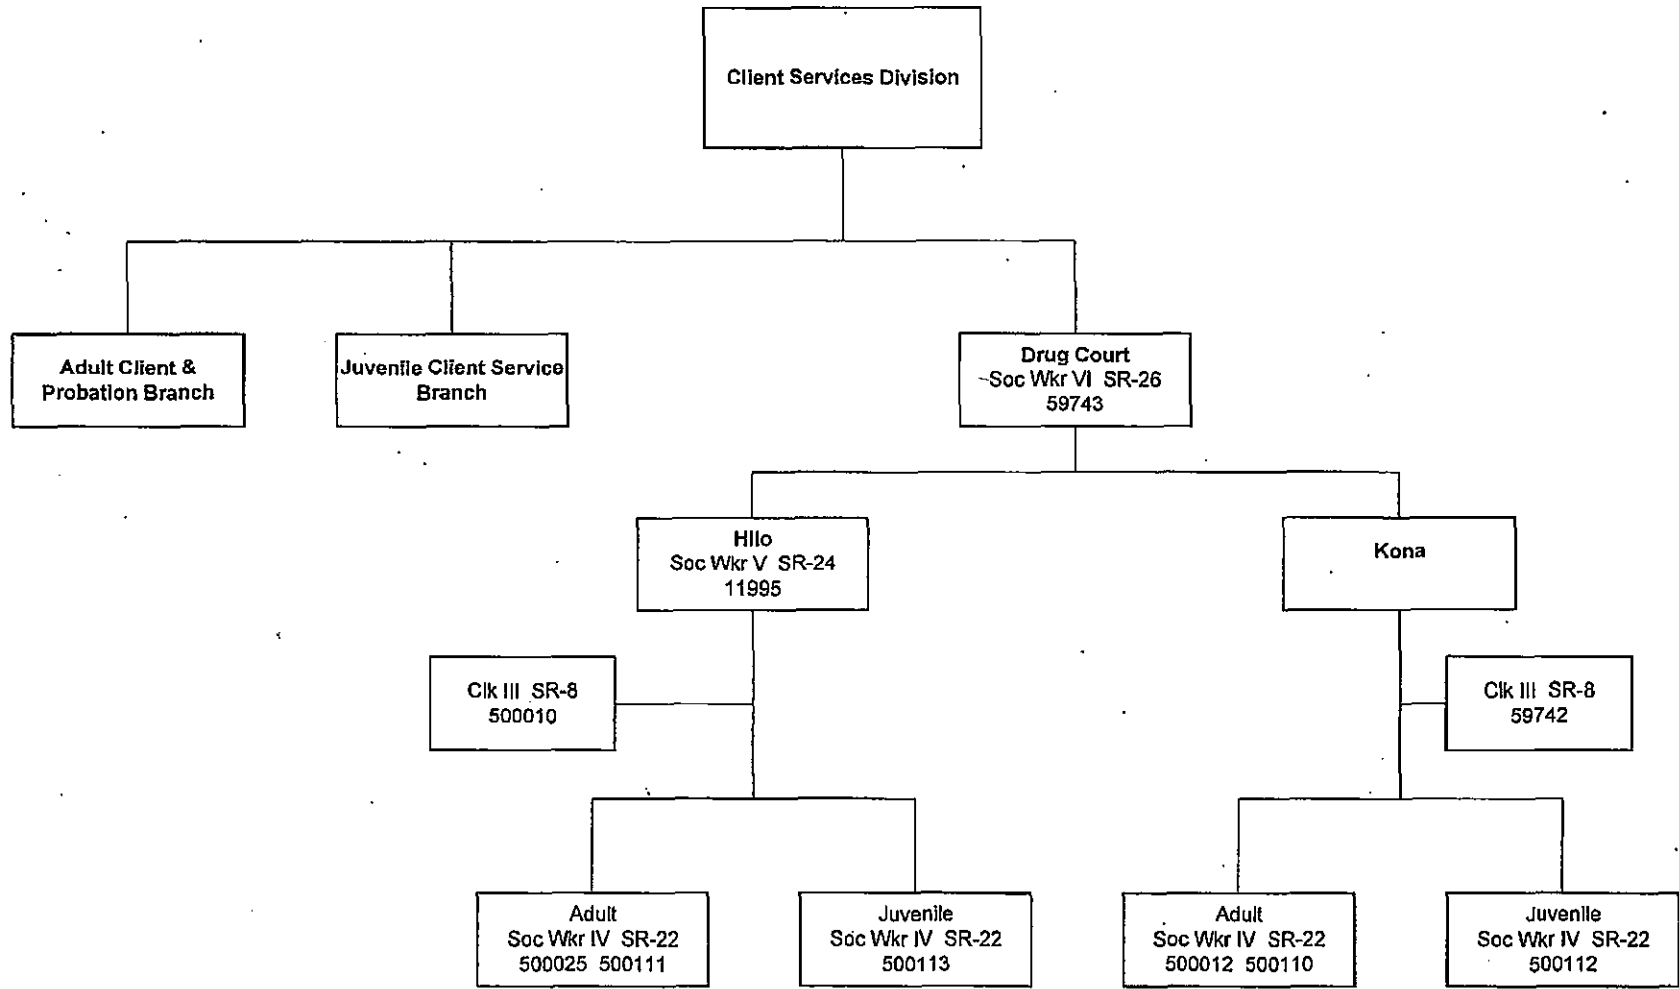 Client Services Division
Adult Client &
Probation Branch
Juvenile Client Service
Branch
Drug Court
Soc Wkr VI SR-26
59743
Hilo
Soc Wkr V SR-24
11995
Kona
Clk III SR-8
500010
Clk III SR-8
59742
Adult
Soc Wkr IV SR-22
500025 500111
Juvenile
Soc Wkr IV SR-22
500113
Adult
Soc Wkr IV SR-22
500012 500110
Juvenile
Soc Wkr IV SR-22
500112